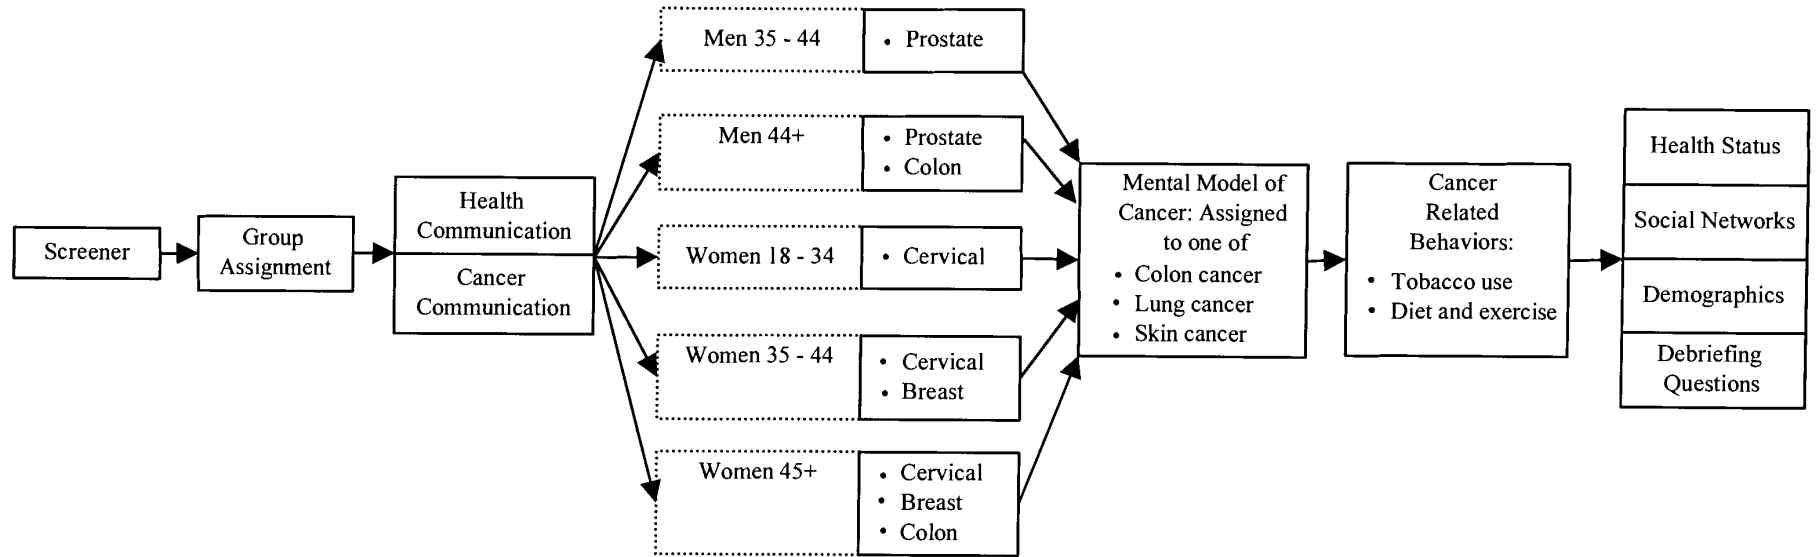 Screener
Group
Assignment
Health
Communication
Cancer
Communication
Men 35 - 44
• Prostate
Men 44+
• Prostate
• Colon
Women 18 - 34
• Cervical
Women 35 - 44
• Cervical
• Breast
Women 45+
• Cervical
• Breast
• Colon
Mental Model of
Cancer: Assigned
to one of
• Colon cancer
• Lung cancer
• Skin cancer
Cancer
Related
Behaviors:
• Tobacco use
• Diet and exercise
Health Status
Social Networks
Demographics
Debriefing
Questions